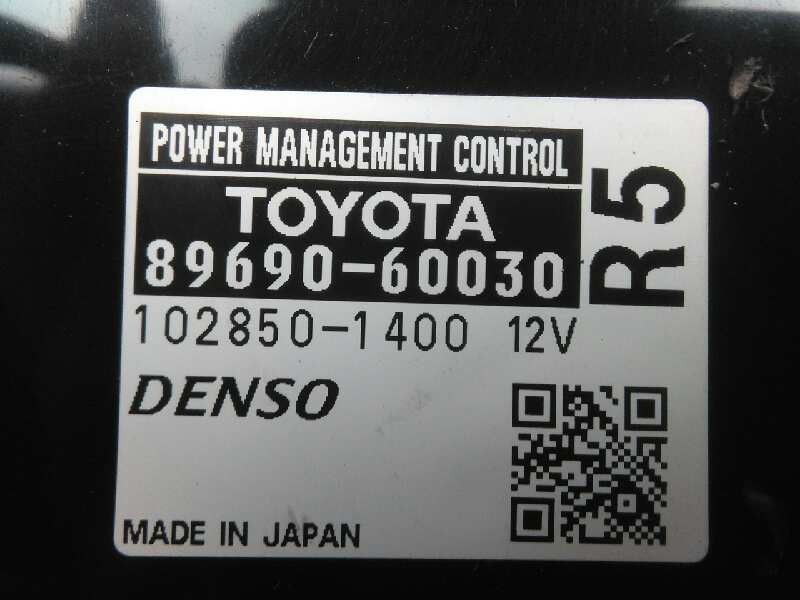 POWER MANAGEMENT CONTROL
TOYOTA
89690-60030
R5
102850-1400 12V
DENSO
MADE IN JAPAN